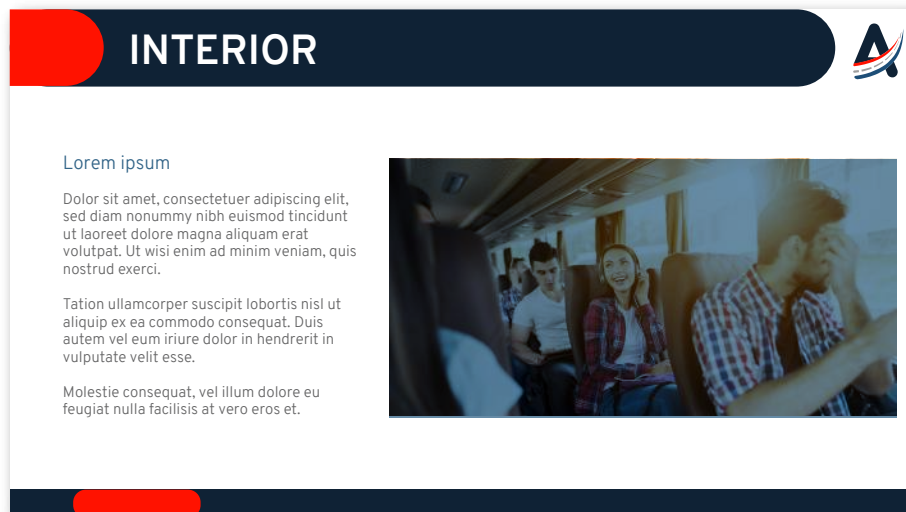 INTERIOR
Lorem ipsum
Dolor sit amet, consectetuer adipiscing elit,
sed diam nonummy nibh euismod tincidunt
ut laoreet dolore magna aliquam erat
volutpat. Ut wisi enim ad minim veniam, quis
nostrud exerci.
Tation ullamcorper suscipit lobortis nisl ut
aliquip ex ea commodo consequat. Duis
autem vel eum iriure dolor in hendrerit in
vulputate velit esse.
Molestie consequat, vel illum dolore eu
feugiat nulla facilisis at vero eros et.